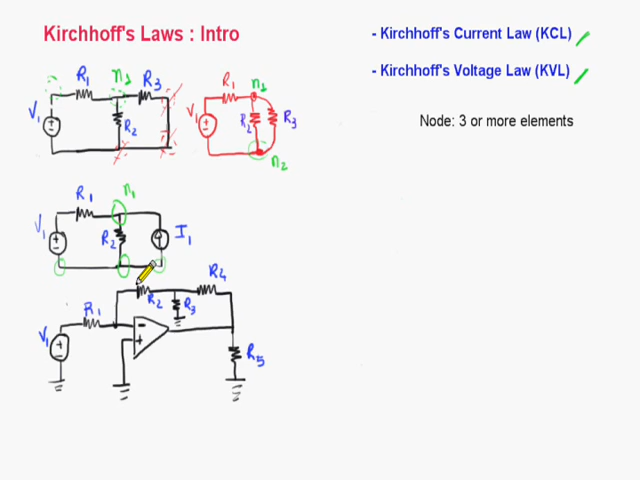 Kirchhoff's Laws : Intro
- Kirchhoff's Current Law (KCL)
- Kirchhoff's Voltage Law (KVL)
Node: 3 or more elements
R1 n1 R3
V1 R2
R1 n1
V1 R2 R3
n2
R1 n1
V1 R2 I1
R4
R2 R3
R1
V1 - +
R5